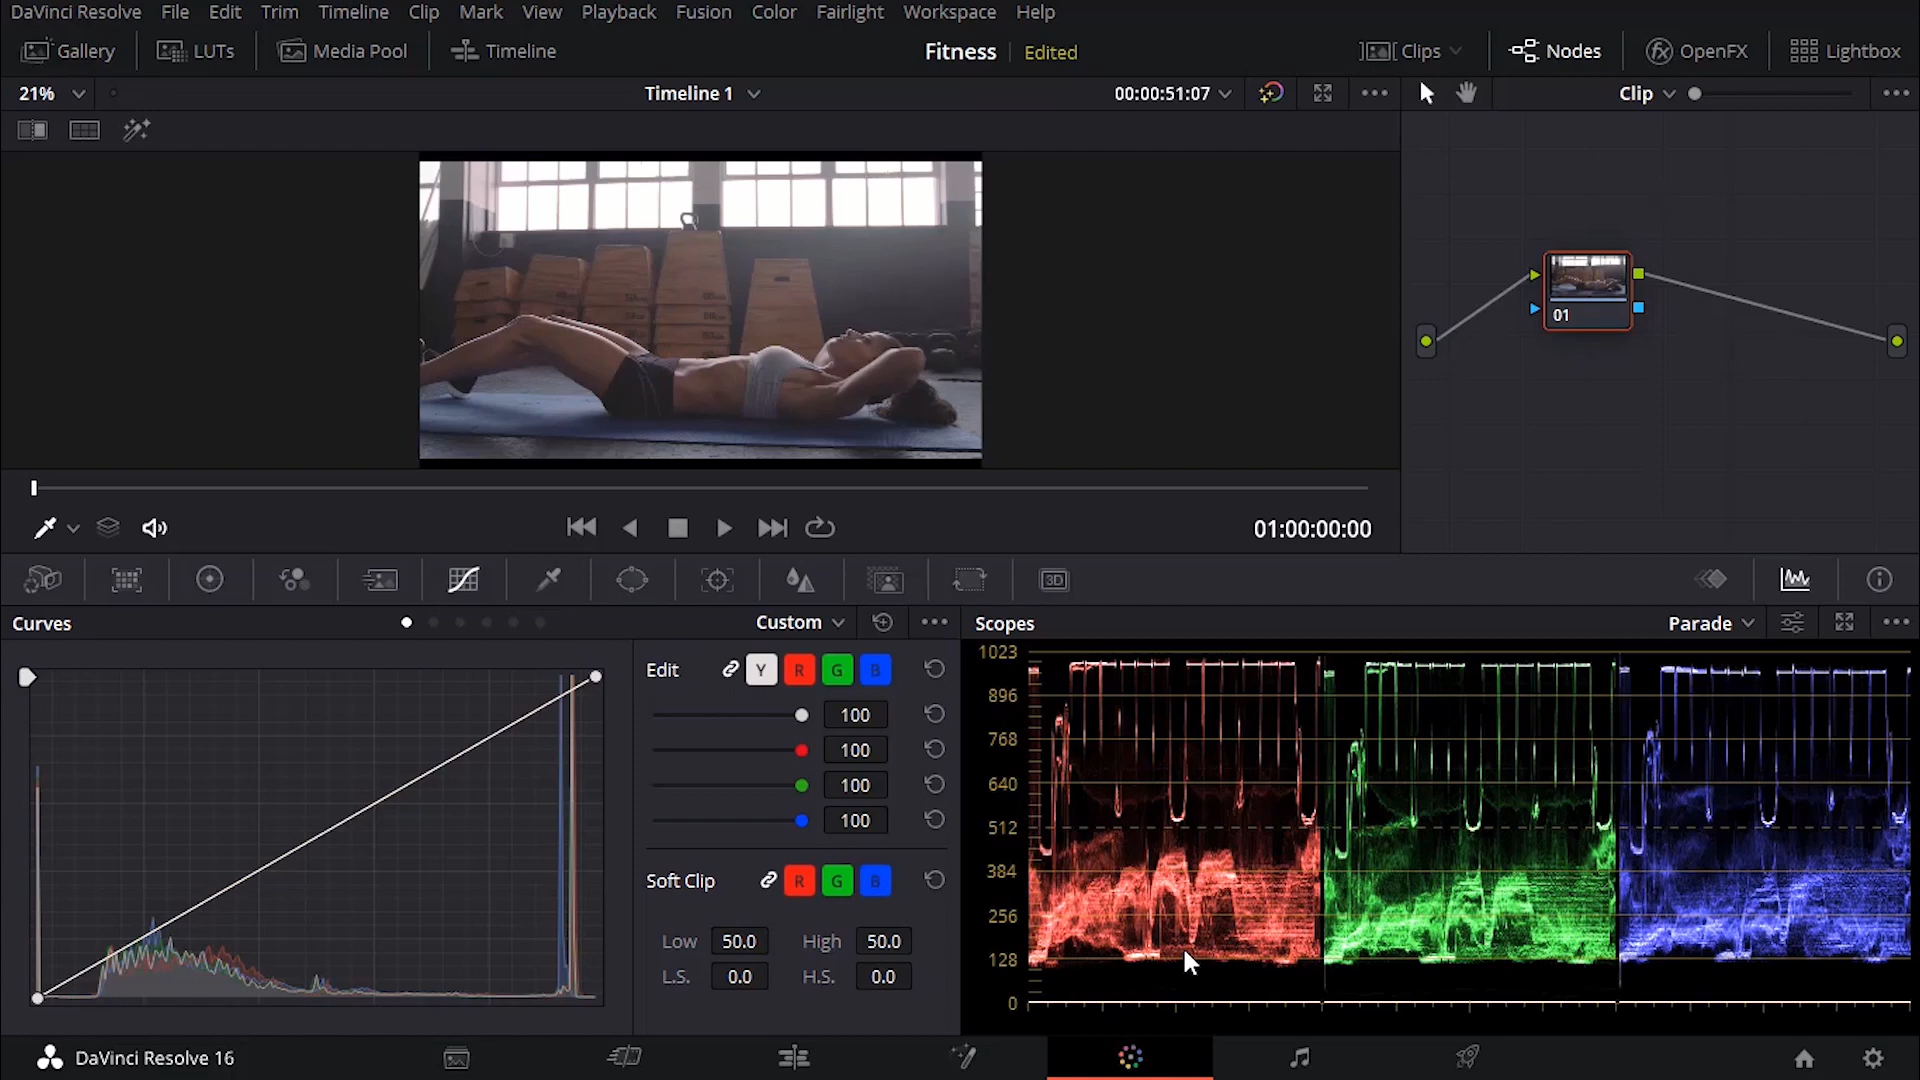 DaVinci Resolve File Edit Trim Timeline Clip Mark View Playback Fusion Color Fairlight Workspace Help
Gallery LUTs Media Pool Timeline Fitness Edited Clips Nodes OpenFX Lightbox
21% Timeline 1 00:00:51:07 Clip
01
01:00:00:00
3D
Curves Custom Scopes Parade
Edit Y R G B
100
100
100
100
Soft Clip R G B
Low 50.0 High 50.0
L.S. 0.0 H.S. 0.0
1023
896
768
640
512
384
256
128
0
DaVinci Resolve 16